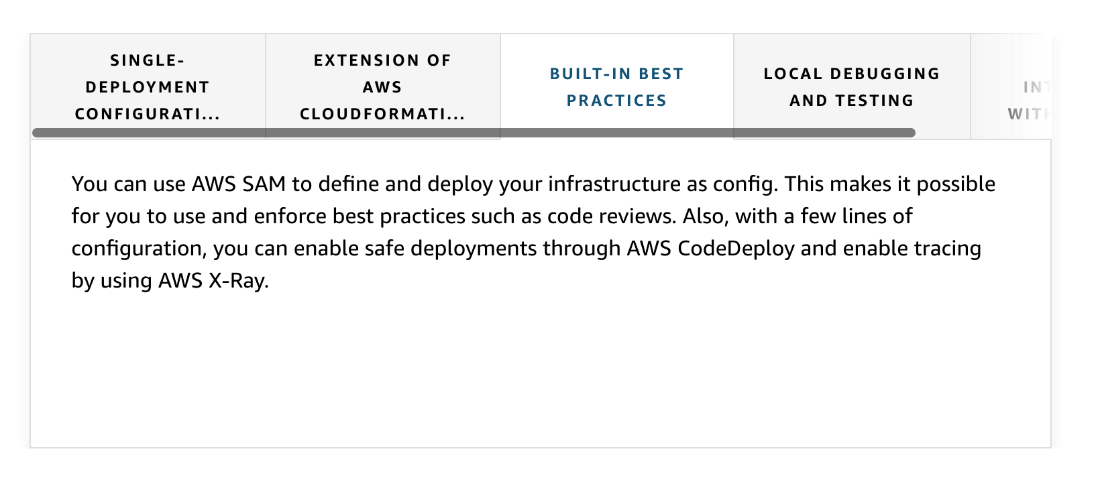 SINGLE-
DEPLOYMENT
CONFIGURATI...
EXTENSION OF
AWS
CLOUDFORMATI...
BUILT-IN BEST
PRACTICES
LOCAL DEBUGGING
AND TESTING
INT
WITH
You can use AWS SAM to define and deploy your infrastructure as config. This makes it possible
for you to use and enforce best practices such as code reviews. Also, with a few lines of
configuration, you can enable safe deployments through AWS CodeDeploy and enable tracing
by using AWS X-Ray.